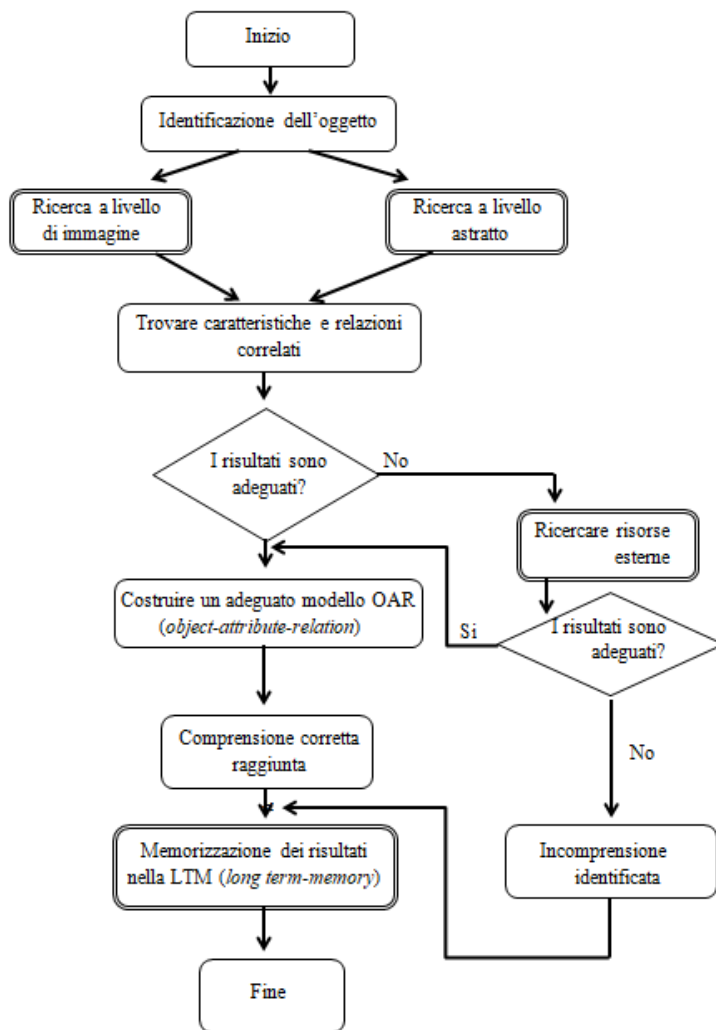 Inizio
Identificazione dell’oggetto
Ricerca a livello
di immagine
Ricerca a livello
astratto
Trovare caratteristiche e relazioni
correlati
I risultati sono
adeguati?
No
Ricercare risorse
esterne
Costruire un adeguato modello OAR
(object-attribute-relation)
Si
I risultati sono
adeguati?
Comprensione corretta
raggiunta
No
Memorizzazione dei risultati
nella LTM (long term-memory)
Incomprensione
identificata
Fine